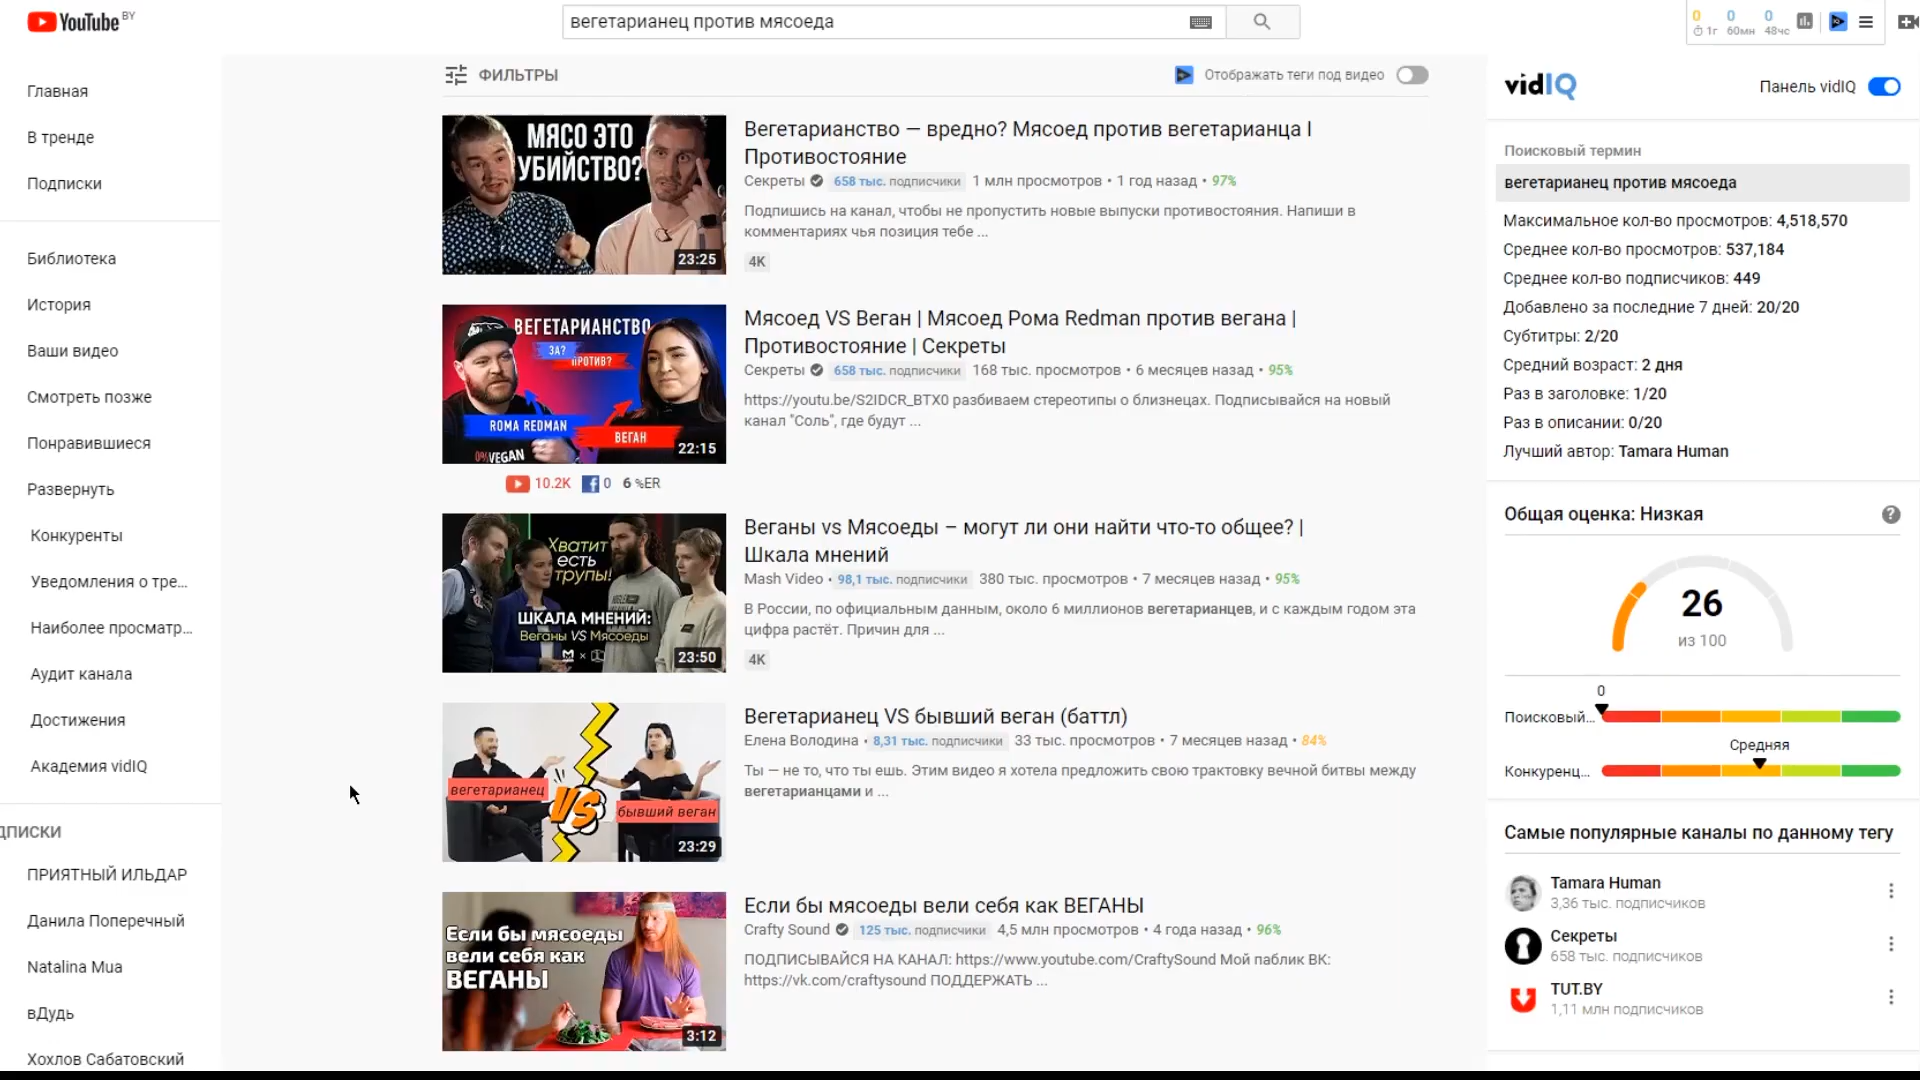 YouTube BY
вегетарианец против мясоеда
0 0 0
1г 60мн 48чс
Главная
В тренде
Подписки
Библиотека
История
Ваши видео
Смотреть позже
Понравившиеся
Развернуть
Конкуренты
Уведомления о тре...
Наиболее просматр...
Аудит канала
Достижения
Академия vidIQ
ДПИСКИ
ПРИЯТНЫЙ ИЛЬДАР
Данила Поперечный
Natalina Mua
вДудь
Хохлов Сабатовский
ФИЛЬТРЫ
Отображать теги под видео
МЯСО ЭТО
УБИЙСТВО?
23:25
Вегетарианство — вредно? Мясоед против вегетарианца I
Противостояние
Секреты 658 тыс. подписчики 1 млн просмотров • 1 год назад • 97%
Подпишись на канал, чтобы не пропустить новые выпуски противостояния. Напиши в
комментариях чья позиция тебе ...
4K
ВЕГЕТАРИАНСТВО
ЗА?
ПРОТИВ?
ROMA REDMAN
ВЕГАН
0%VEGAN
22:15
10.2K 0 6 %ER
Мясоед VS Веган | Мясоед Рома Redman против вегана |
Противостояние | Секреты
Секреты 658 тыс. подписчики 168 тыс. просмотров • 6 месяцев назад • 95%
https://youtu.be/S2IDCR_BTX0 разбиваем стереотипы о близнецах. Подписывайся на новый
канал "Соль", где будут ...
Хватит
есть
трупы!
ШКАЛА МНЕНИЙ:
Веганы VS Мясоеды
23:50
Веганы vs Мясоеды – могут ли они найти что-то общее? |
Шкала мнений
Mash Video • 98,1 тыс. подписчики 380 тыс. просмотров • 7 месяцев назад • 95%
В России, по официальным данным, около 6 миллионов вегетарианцев, и с каждым годом эта
цифра растёт. Причин для ...
4K
вегетарианец
VS
бывший веган
23:29
Вегетарианец VS бывший веган (баттл)
Елена Володина • 8,31 тыс. подписчики 33 тыс. просмотров • 7 месяцев назад • 84%
Ты — не то, что ты ешь. Этим видео я хотела предложить свою трактовку вечной битвы между
вегетарианцами и ...
Если бы мясоеды
вели себя как
ВЕГАНЫ
3:12
Если бы мясоеды вели себя как ВЕГАНЫ
Crafty Sound 125 тыс. подписчики 4,5 млн просмотров • 4 года назад • 96%
ПОДПИСЫВАЙСЯ НА КАНАЛ: https://www.youtube.com/CraftySound Мой паблик ВК:
https://vk.com/craftysound ПОДДЕРЖАТЬ ...
vidIQ
Панель vidIQ
Поисковый термин
вегетарианец против мясоеда
Максимальное кол-во просмотров: 4,518,570
Среднее кол-во просмотров: 537,184
Среднее кол-во подписчиков: 449
Добавлено за последние 7 дней: 20/20
Субтитры: 2/20
Средний возраст: 2 дня
Раз в заголовке: 1/20
Раз в описании: 0/20
Лучший автор: Tamara Human
Общая оценка: Низкая
26
из 100
0
Поисковый...
Средняя
Конкуренц...
Самые популярные каналы по данному тегу
Tamara Human
3,36 тыс. подписчиков
Секреты
658 тыс. подписчиков
TUT.BY
1,11 млн подписчиков